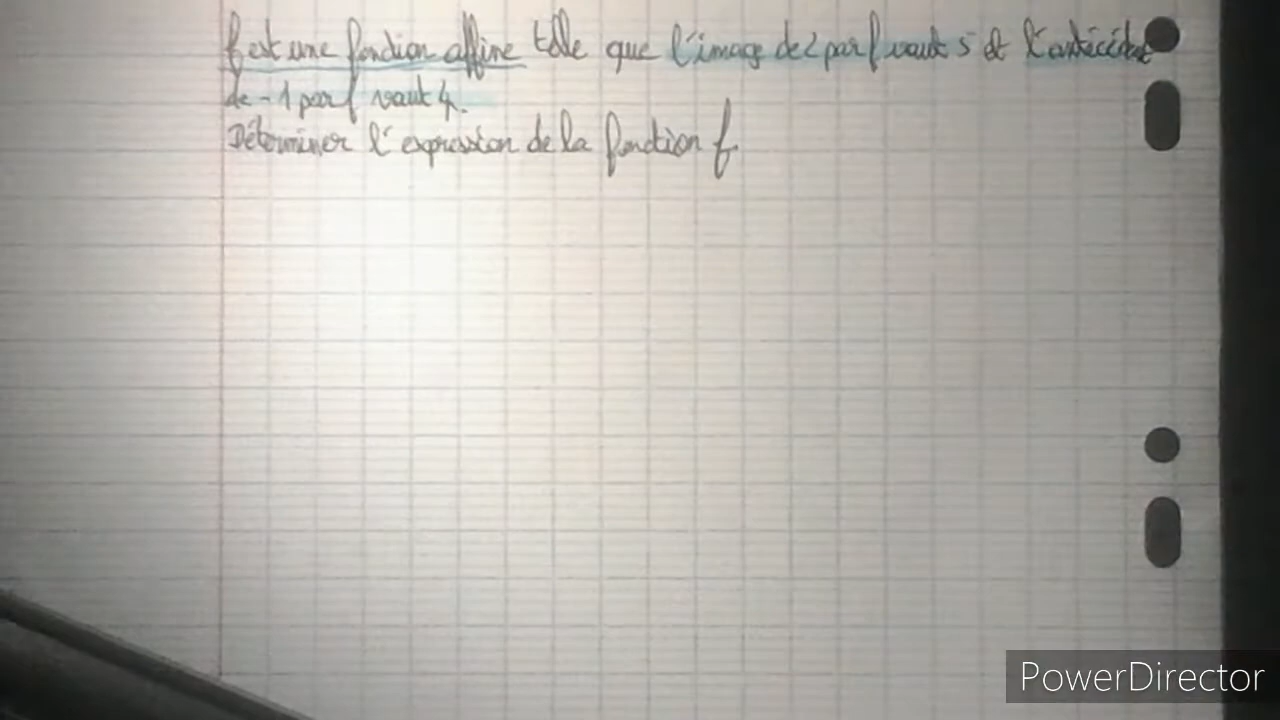 f est une fonction affine telle que l'image de 2 par f vaut 5 et l'antécédent
de -1 par f vaut 4.
Déterminer l'expression de la fonction f.
PowerDirector